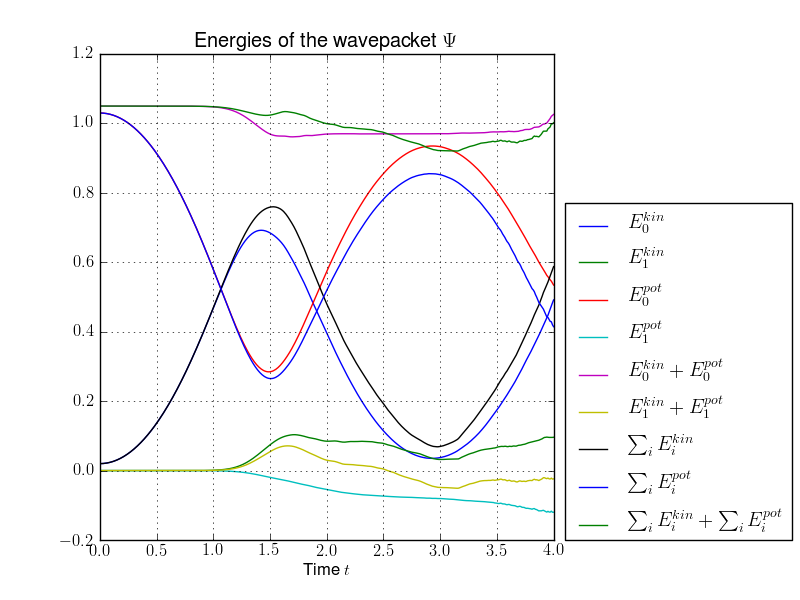 Energies of the wavepacket Ψ
1.2
1.0
0.8
0.6
0.4
0.2
0.0
−0.2
0.0 0.5 1.0 1.5 2.0 2.5 3.0 3.5 4.0
Time t
E_0^{kin}
E_1^{kin}
E_0^{pot}
E_1^{pot}
E_0^{kin} + E_0^{pot}
E_1^{kin} + E_1^{pot}
∑_i E_i^{kin}
∑_i E_i^{pot}
∑_i E_i^{kin} + ∑_i E_i^{pot}